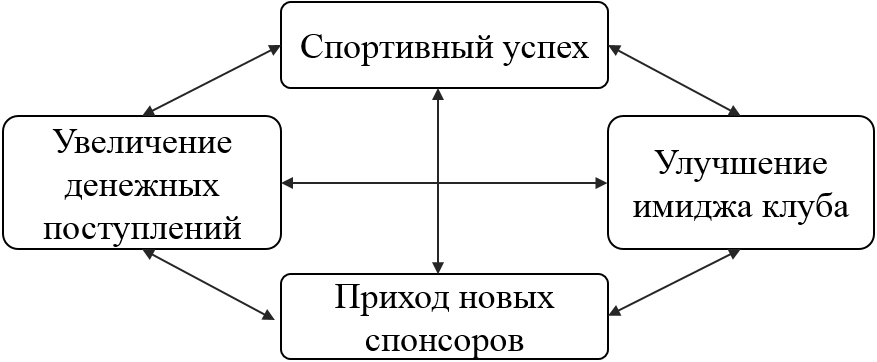 Спортивный успех
Увеличение
денежных
поступлений
Улучшение
имиджа клуба
Приход новых
спонсоров